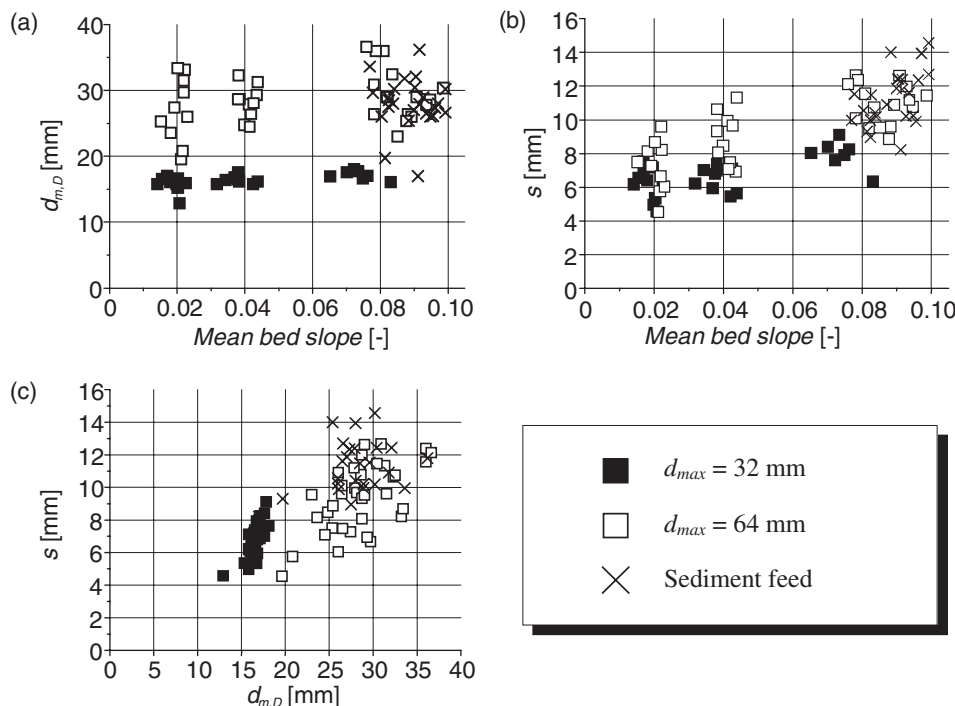 (a)
40
30
20
10
0
d_{m,D} [mm]
0 0.02 0.04 0.06 0.08 0.10
Mean bed slope [-]
(b)
16
14
12
10
8
6
4
2
0
s [mm]
0 0.02 0.04 0.06 0.08 0.10
Mean bed slope [-]
(c)
16
14
12
10
8
6
4
2
0
s [mm]
0 5 10 15 20 25 30 35 40
d_{m,D} [mm]
d_{max} = 32 mm
d_{max} = 64 mm
Sediment feed